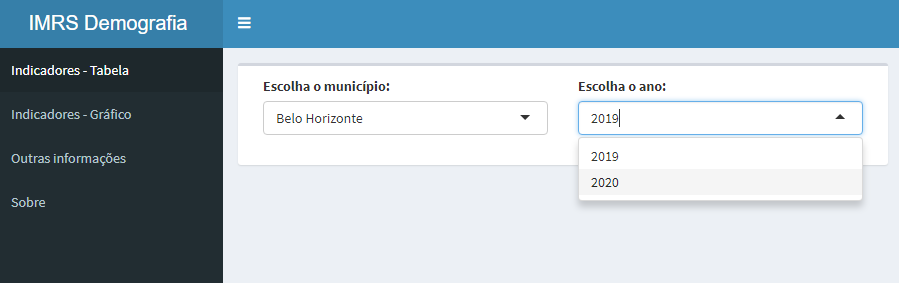 IMRS Demografia
Indicadores - Tabela
Indicadores - Gráfico
Outras informações
Sobre
Escolha o município:
Belo Horizonte
Escolha o ano:
2019
2019
2020